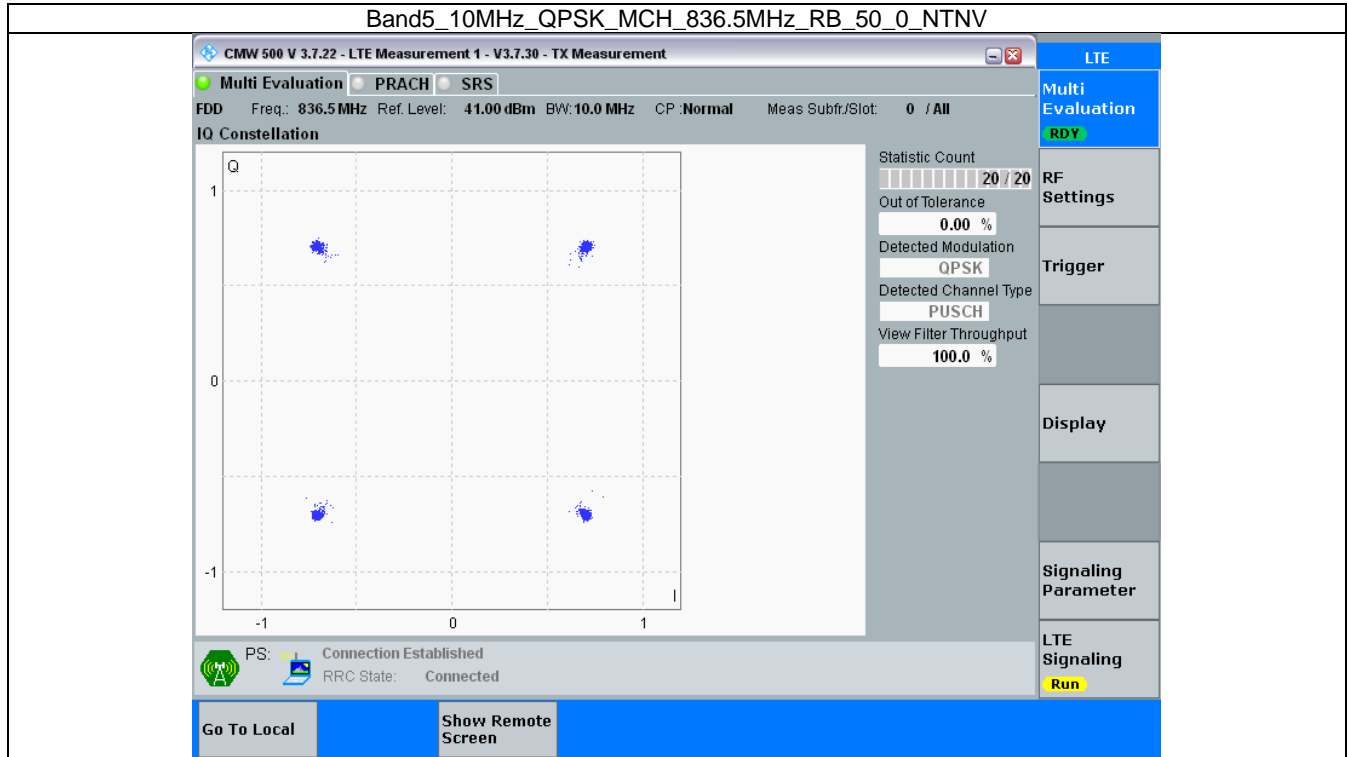 Band5_10MHz_QPSK_MCH_836.5MHz_RB_50_0_NTNV
CMW 500 V 3.7.22 - LTE Measurement 1 - V3.7.30 - TX Measurement
LTE
Multi Evaluation PRACH SRS
FDD Freq.: 836.5 MHz Ref. Level: 41.00 dBm BW: 10.0 MHz CP :Normal Meas Subfr./Slot: 0 / All
IQ Constellation
Q
1
0
-1
I
-1 0 1
Statistic Count
20 / 20
Out of Tolerance
0.00 %
Detected Modulation
QPSK
Detected Channel Type
PUSCH
View Filter Throughput
100.0 %
Multi
Evaluation
RDY
RF
Settings
Trigger
Display
Signaling
Parameter
LTE
Signaling
Run
PS: Connection Established
RRC State: Connected
Go To Local
Show Remote
Screen